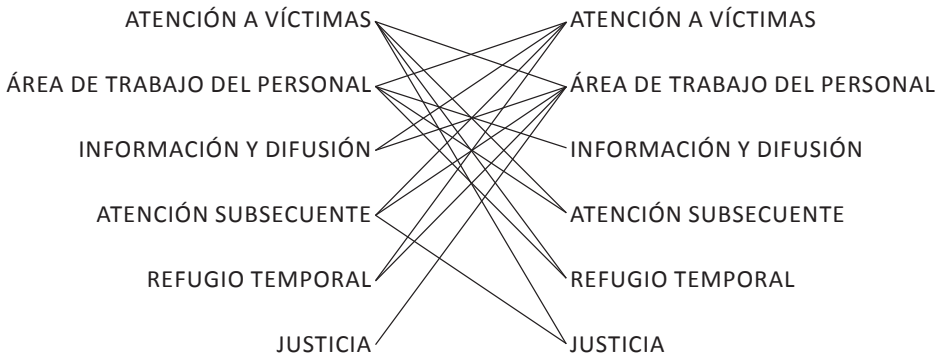 ATENCIÓN A VÍCTIMAS ATENCIÓN A VÍCTIMAS
ÁREA DE TRABAJO DEL PERSONAL ÁREA DE TRABAJO DEL PERSONAL
INFORMACIÓN Y DIFUSIÓN INFORMACIÓN Y DIFUSIÓN
ATENCIÓN SUBSECUENTE ATENCIÓN SUBSECUENTE
REFUGIO TEMPORAL REFUGIO TEMPORAL
JUSTICIA JUSTICIA